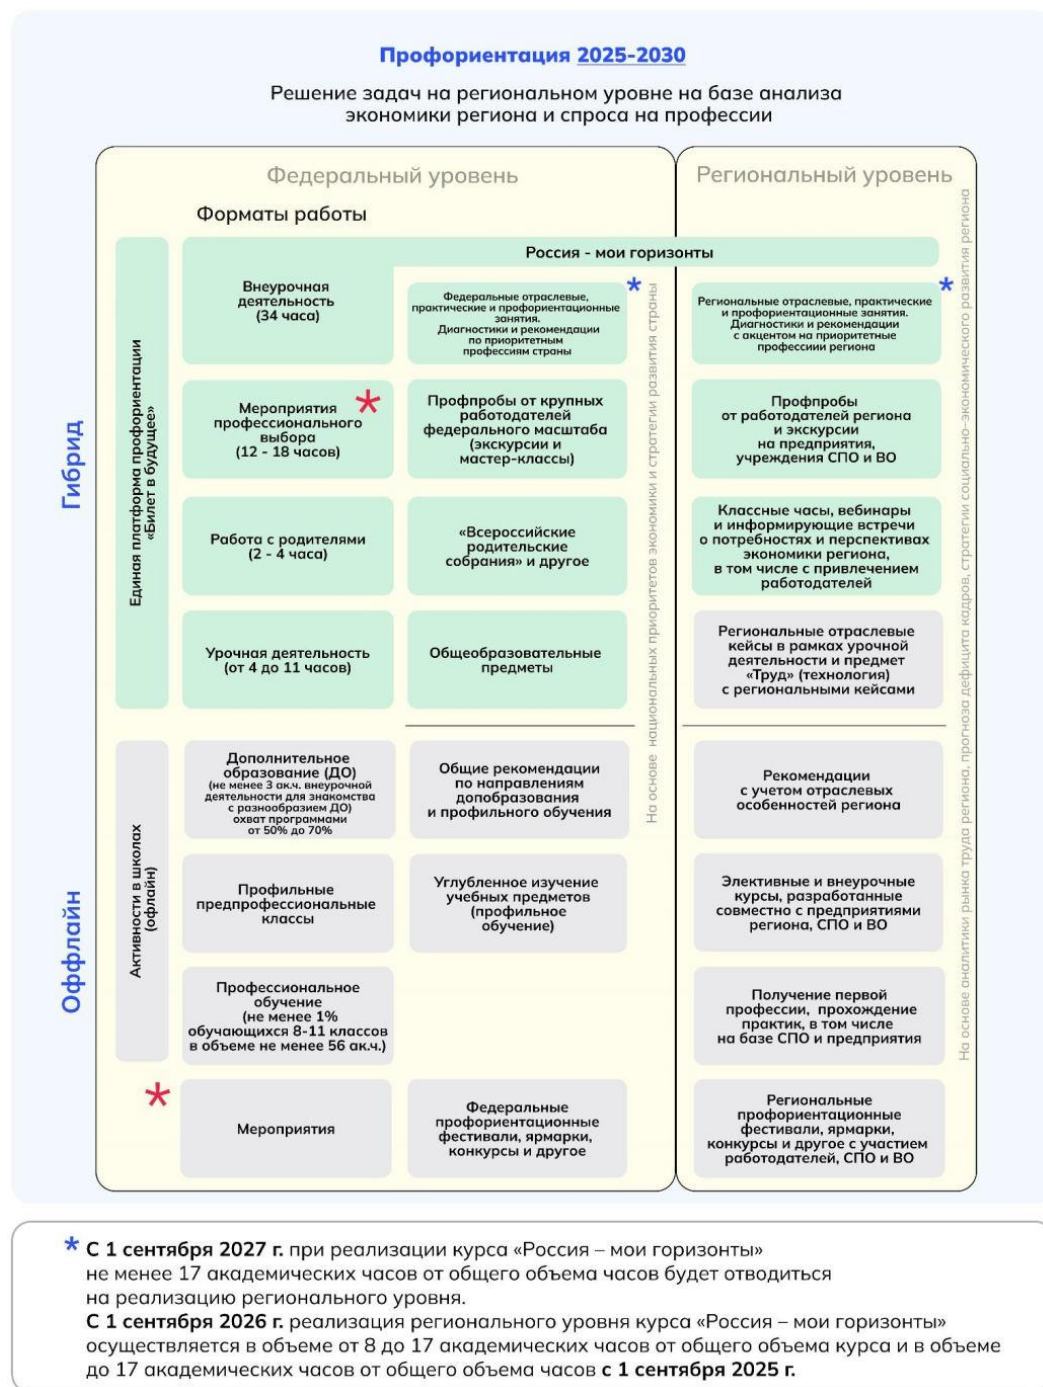 Профориентация 2025-2030
Решение задач на региональном уровне на базе анализа
экономики региона и спроса на профессии
Федеральный уровень
Региональный уровень
Форматы работы
Гибрид
Единая платформа профориентации
«Билет в будущее»
Россия - мои горизонты
Внеурочная
деятельность
(34 часа)
*
Федеральные отраслевые,
практические и профориентационные
занятия.
Диагностики и рекомендации
по приоритетным
профессиям страны
*
Региональные отраслевые, практические
и профориентационные занятия.
Диагностики и рекомендации
с акцентом на приоритетные
профессиии региона
Мероприятия *
профессионального
выбора
(12 - 18 часов)
Профпробы от крупных
работодателей
федерального масштаба
(экскурсии и
мастер-классы)
Профпробы
от работодателей региона
и экскурсии
на предприятия,
учреждения СПО и ВО
Работа с родителями
(2 - 4 часа)
«Всероссийские
родительские
собрания» и другое
Классные часы, вебинары
и информирующие встречи
о потребностях и перспективах
экономики региона,
в том числе с привлечением
работодателей
Урочная деятельность
(от 4 до 11 часов)
Общеобразовательные
предметы
Региональные отраслевые
кейсы в рамках урочной
деятельности и предмет
«Труд» (технология)
с региональными кейсами
На основе национальных приоритетов экономики и стратегии развития страны
На основе аналитики рынка труда региона, прогноза дефицита кадров, стратегии социально-экономического развития региона
Оффлайн
Активности в школах
(офлайн)
Дополнительное
образование (ДО)
(не менее 3 ак.ч. внеурочной
деятельности для знакомства
с разнообразием ДО)
охват программами
от 50% до 70%
Общие рекомендации
по направлениям
допобразования
и профильного обучения
Рекомендации
с учетом отраслевых
особенностей региона
Профильные
предпрофессиональные
классы
Углубленное изучение
учебных предметов
(профильное
обучение)
Элективные и внеурочные
курсы, разработанные
совместно с предприятиями
региона, СПО и ВО
Профессиональное
обучение
(не менее 1%
обучающихся 8-11 классов
в объеме не менее 56 ак.ч.)
Получение первой
профессии, прохождение
практик, в том числе
на базе СПО и предприятия
*
Мероприятия
Федеральные
профориентационные
фестивали, ярмарки,
конкурсы и другое
Региональные
профориентационные
фестивали, ярмарки,
конкурсы и другое с участием
работодателей, СПО и ВО
* С 1 сентября 2027 г. при реализации курса «Россия – мои горизонты»
не менее 17 академических часов от общего объема часов будет отводиться
на реализацию регионального уровня.
С 1 сентября 2026 г. реализация регионального уровня курса «Россия – мои горизонты»
осуществляется в объеме от 8 до 17 академических часов от общего объема курса и в объеме
до 17 академических часов от общего объема часов с 1 сентября 2025 г.